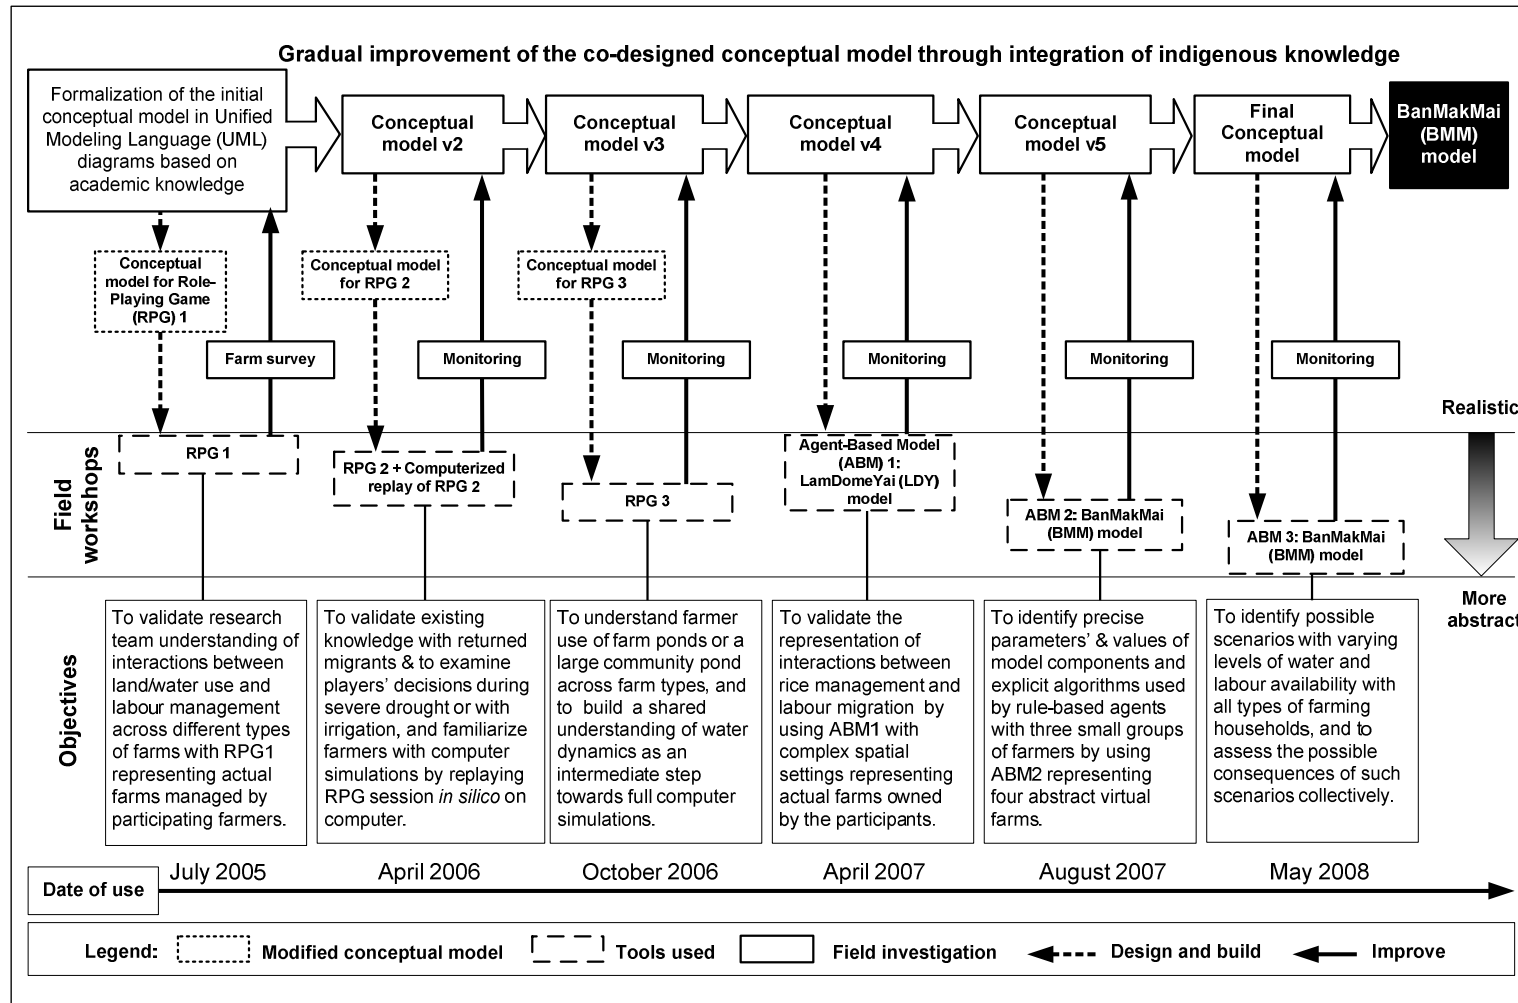 Gradual improvement of the co-designed conceptual model through integration of indigenous knowledge
Formalization of the initial
conceptual model in Unified
Modeling Language (UML)
diagrams based on
academic knowledge
Conceptual
model v2
Conceptual
model v3
Conceptual
model v4
Conceptual
model v5
Final
Conceptual
model
BanMakMai
(BMM)
model
Conceptual
model for Role-
Playing Game
(RPG) 1
Conceptual model
for RPG 2
Conceptual model
for RPG 3
Farm survey
Monitoring
Monitoring
Monitoring
Monitoring
Monitoring
Realistic
Field
workshops
RPG 1
RPG 2 + Computerized
replay of RPG 2
RPG 3
Agent-Based Model
(ABM) 1:
LamDomeYai (LDY)
model
ABM 2: BanMakMai
(BMM) model
ABM 3: BanMakMai
(BMM) model
More
abstract
Objectives
To validate research
team understanding of
interactions between
land/water use and
labour management
across different types
of farms with RPG1
representing actual
farms managed by
participating farmers.
To validate existing
knowledge with returned
migrants & to examine
players' decisions during
severe drought or with
irrigation, and familiarize
farmers with computer
simulations by replaying
RPG session in silico on
computer.
To understand farmer
use of farm ponds or a
large community pond
across farm types, and
to build a shared
understanding of water
dynamics as an
intermediate step
towards full computer
simulations.
To validate the
representation of
interactions between
rice management and
labour migration by
using ABM1 with
complex spatial
settings representing
actual farms owned
by the participants.
To identify precise
parameters' & values of
model components and
explicit algorithms used
by rule-based agents
with three small groups
of farmers by using
ABM2 representing
four abstract virtual
farms.
To identify possible
scenarios with varying
levels of water and
labour availability with
all types of farming
households, and to
assess the possible
consequences of such
scenarios collectively.
Date of use
July 2005
April 2006
October 2006
April 2007
August 2007
May 2008
Legend:
Modified conceptual model
Tools used
Field investigation
Design and build
Improve